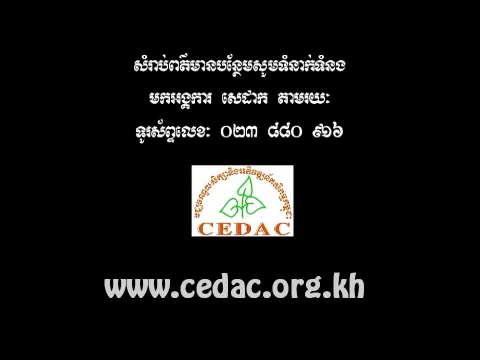 សំរាប់ពត៌មានបន្ថែមសូមទំនាក់ទំនង
មកអង្គការ សេដាក តាមរយៈ
ទូរស័ព្ទលេខៈ ០២៣ ៨៨០ ៩១៦
CEDAC
www.cedac.org.kh